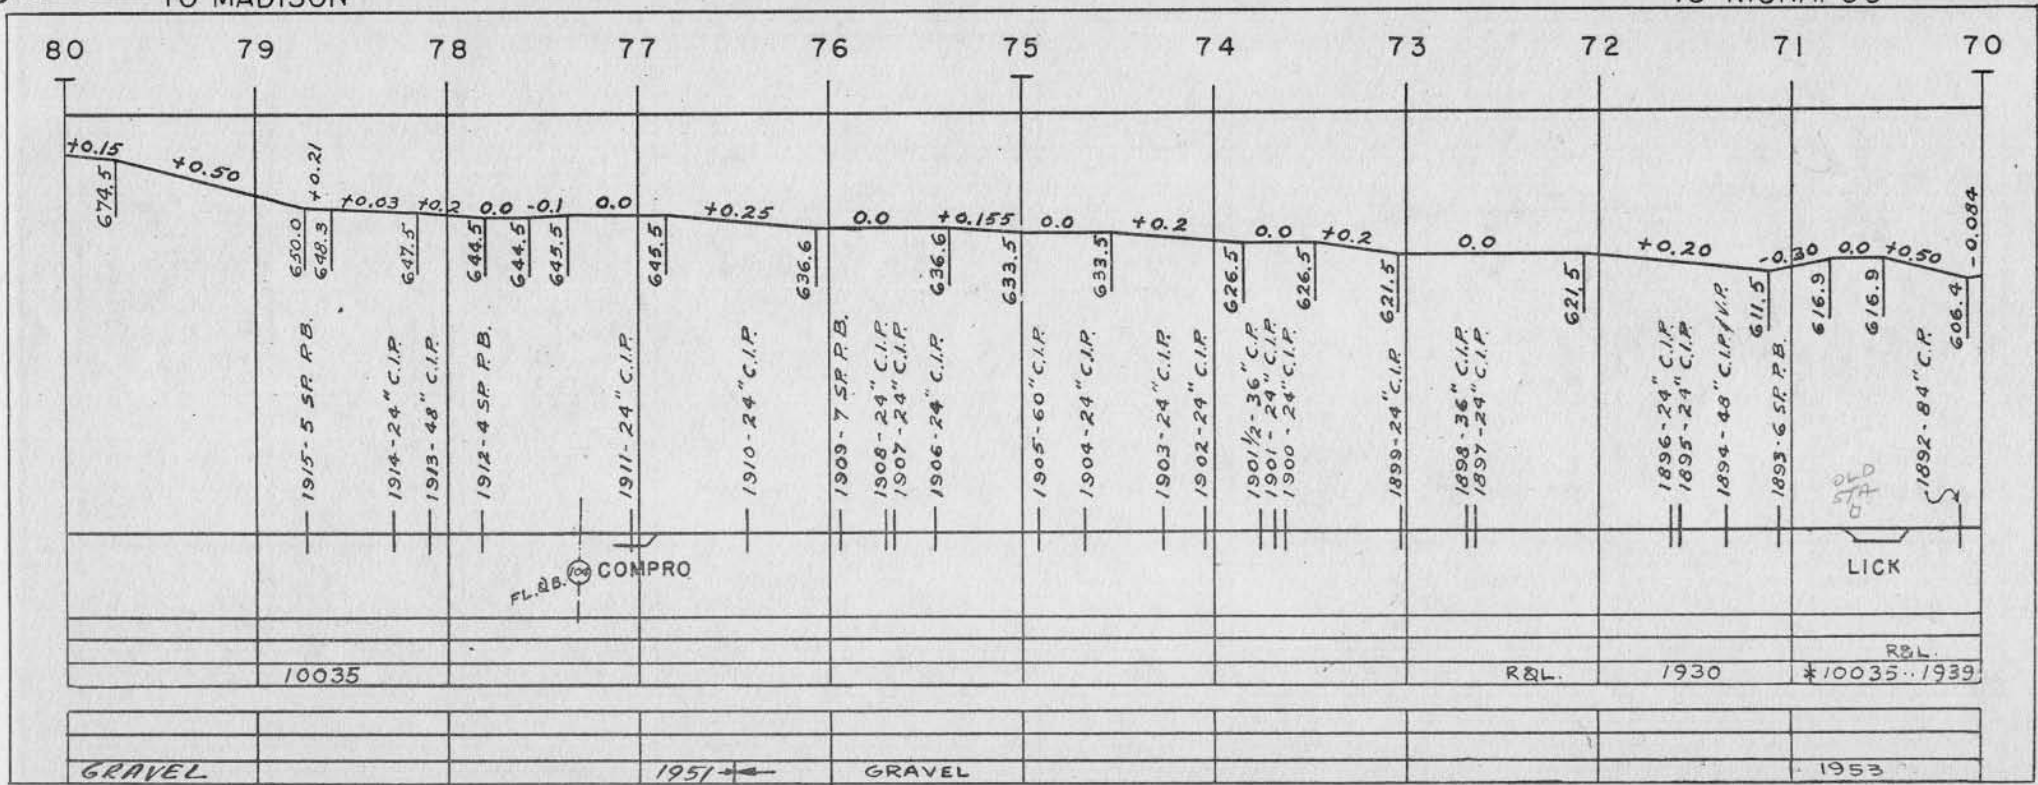 TO MADISON
80 79 78 77 76 75 74 73 72 71 70
+0.15 +0.50 +0.21 +0.03 +0.2 0.0 -0.1 0.0 +0.25 0.0 +0.155 0.0 +0.2 0.0 +0.2 0.0 +0.20 -0.30 0.0 +0.50 -0.084
674.5 650.0 648.3 647.5 644.5 644.5 645.5 645.5 636.6 636.6 633.5 633.5 626.5 626.5 621.5 621.5 611.5 616.9 616.9 606.4
1915-5 SP. P.B.
1914-24" C.I.P.
1913-48" C.I.P.
1912-4 SP. P.B.
1911-24" C.I.P.
1910-24" C.I.P.
1909-7 SP. P.B.
1908-24" C.I.P.
1907-24" C.I.P.
1906-24" C.I.P.
1905-60" C.I.P.
1904-24" C.I.P.
1903-24" C.I.P.
1902-24" C.I.P.
1901 1/2-36" C.P.
1901-24" C.I.P.
1900-24" C.I.P.
1899-24" C.I.P.
1898-36" C.I.P.
1897-24" C.I.P.
1896-24" C.I.P.
1895-24" C.I.P.
1894-48" C.I.P. & V.P.
1893-6 SP. P.B.
1892-84" C.P.
OLD
STA
FL.QB. COMPRO
LICK
R&L.
10035 R&L. 1930 *10035..1939
GRAVEL 1951 GRAVEL 1953